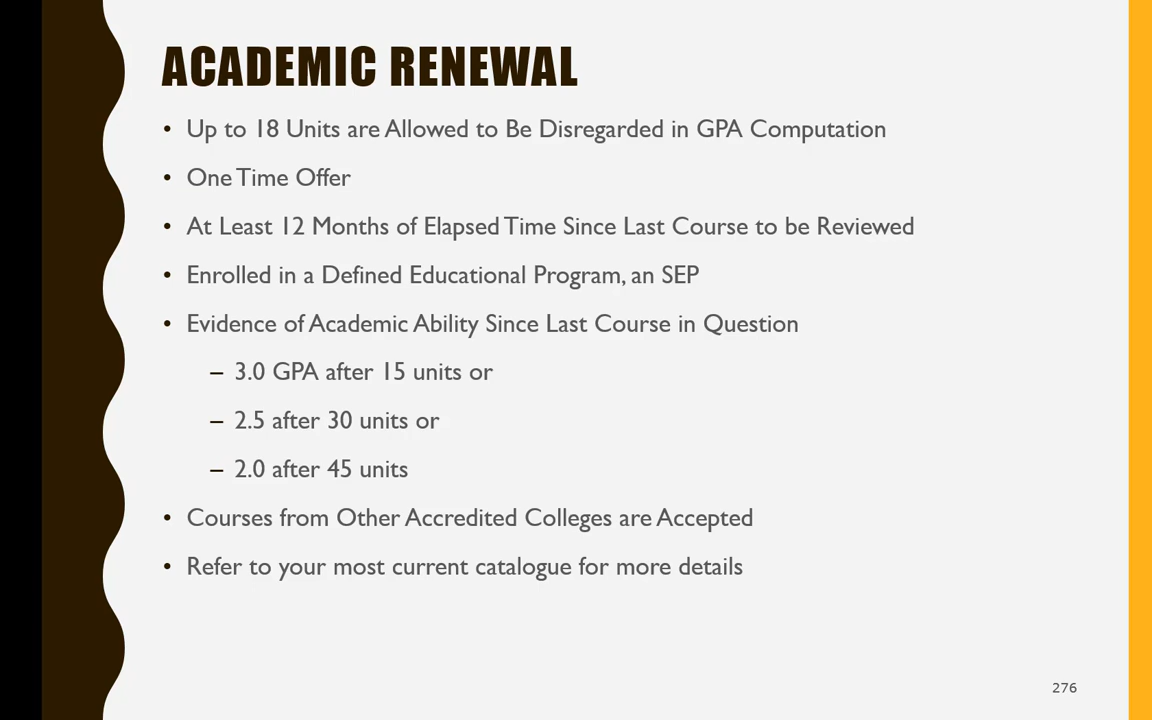 ACADEMIC RENEWAL
• Up to 18 Units are Allowed to Be Disregarded in GPA Computation
• One Time Offer
• At Least 12 Months of Elapsed Time Since Last Course to be Reviewed
• Enrolled in a Defined Educational Program, an SEP
• Evidence of Academic Ability Since Last Course in Question
– 3.0 GPA after 15 units or
– 2.5 after 30 units or
– 2.0 after 45 units
• Courses from Other Accredited Colleges are Accepted
• Refer to your most current catalogue for more details
276